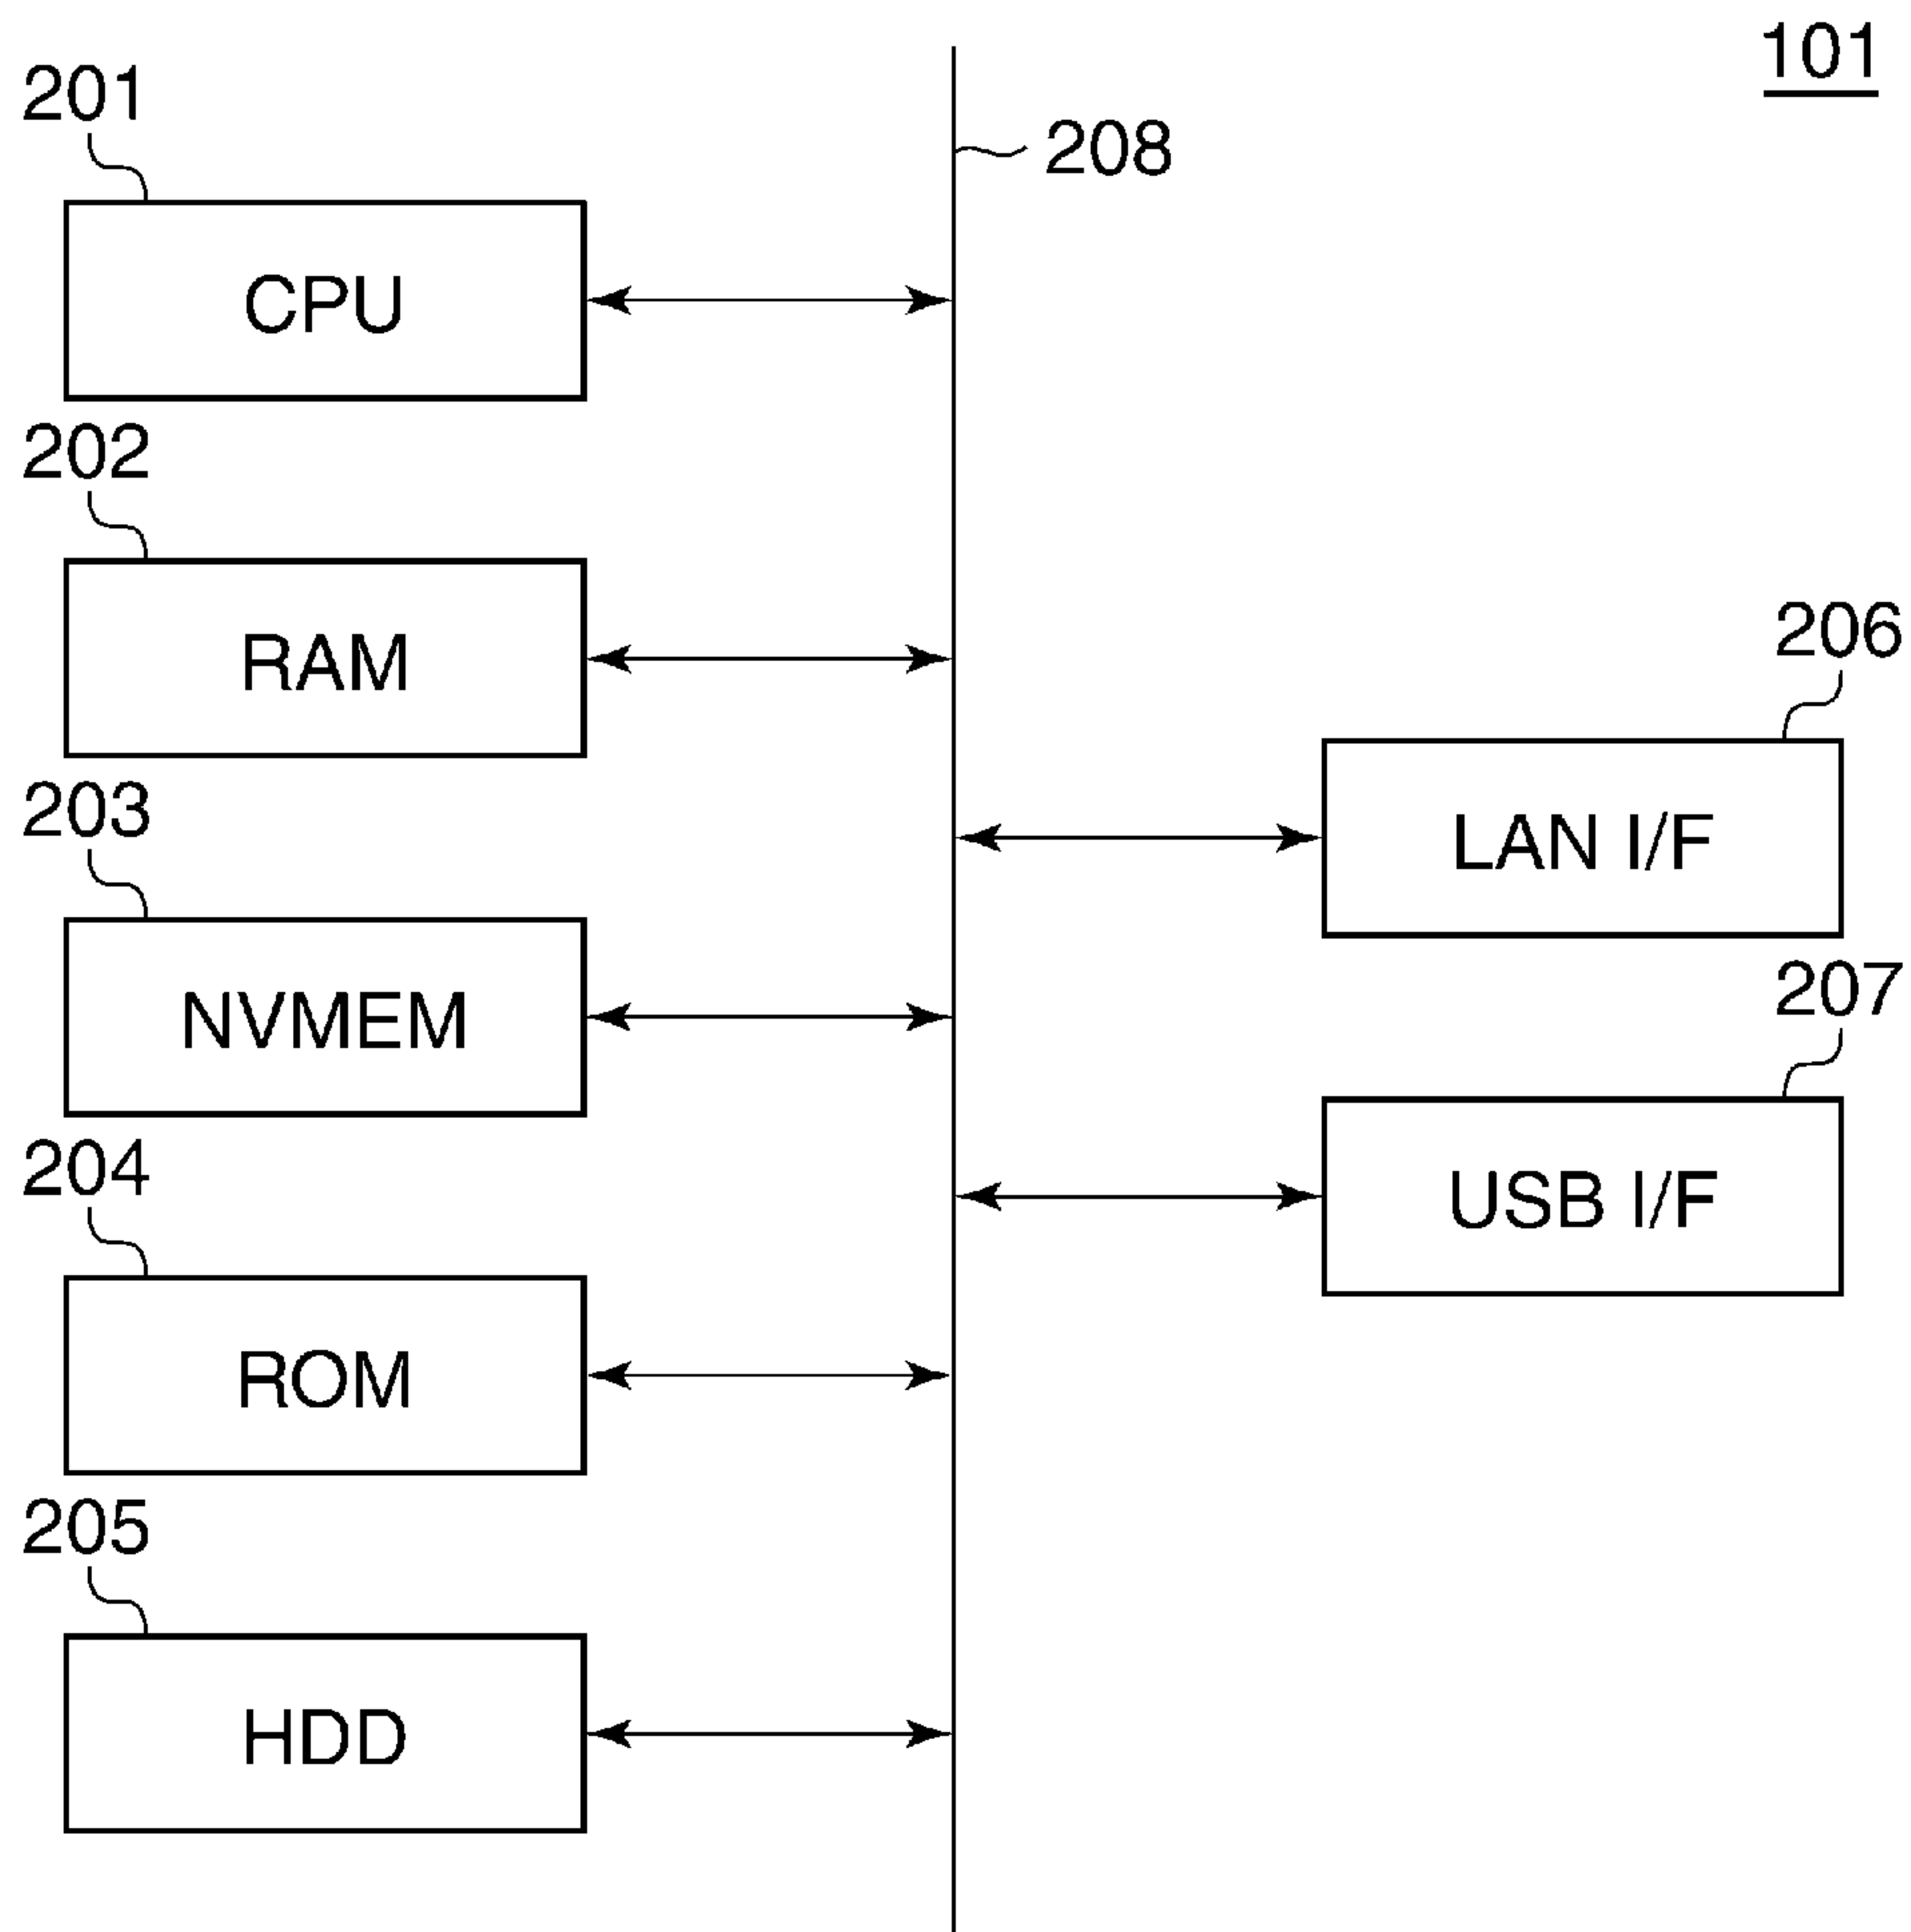 101
201
208
CPU
202
RAM
206
203
LAN I/F
NVMEM
207
204
USB I/F
ROM
205
HDD